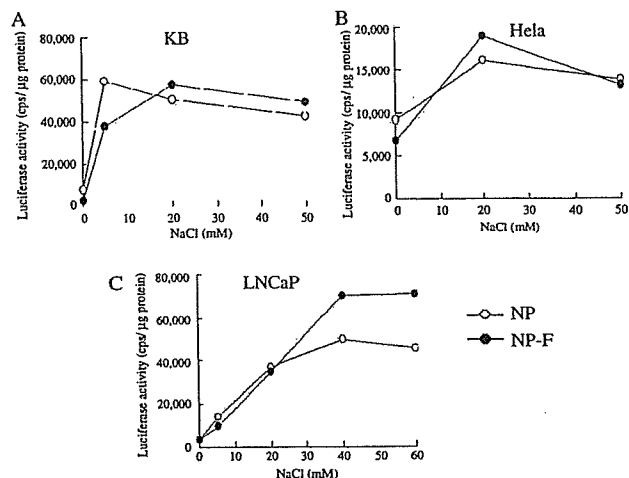 A
KB
Luciferase activity (cps/ µg protein)
80,000
60,000
40,000
20,000
0
0
10
20
30
40
50
NaCl (mM)
B
Hela
Luciferase activity (cps/ µg protein)
20,000
15,000
10,000
5,000
0
0
10
20
30
40
50
NaCl (mM)
C
LNCaP
Luciferase activity (cps/ µg protein)
80,000
60,000
40,000
20,000
0
0
10
20
30
40
50
60
NaCl (mM)
NP
NP-F